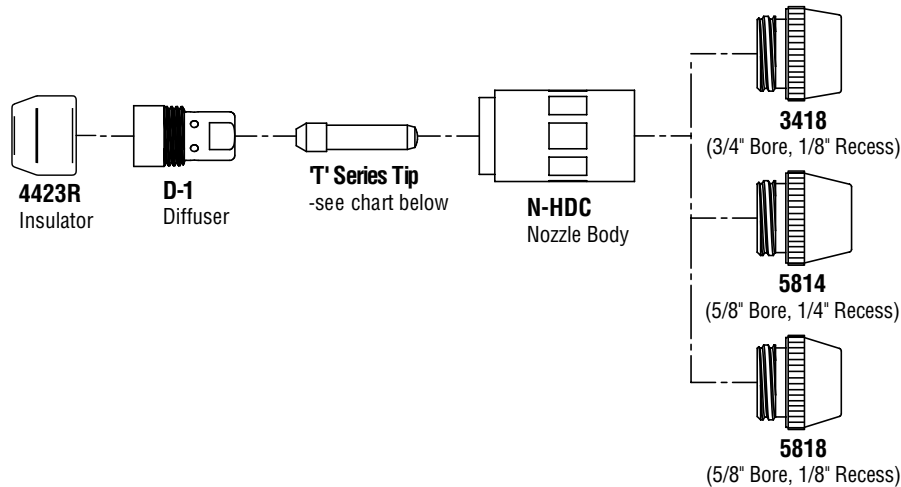 4423R
Insulator
D-1
Diffuser
'T' Series Tip
-see chart below
N-HDC
Nozzle Body
3418
(3/4" Bore, 1/8" Recess)
5814
(5/8" Bore, 1/4" Recess)
5818
(5/8" Bore, 1/8" Recess)